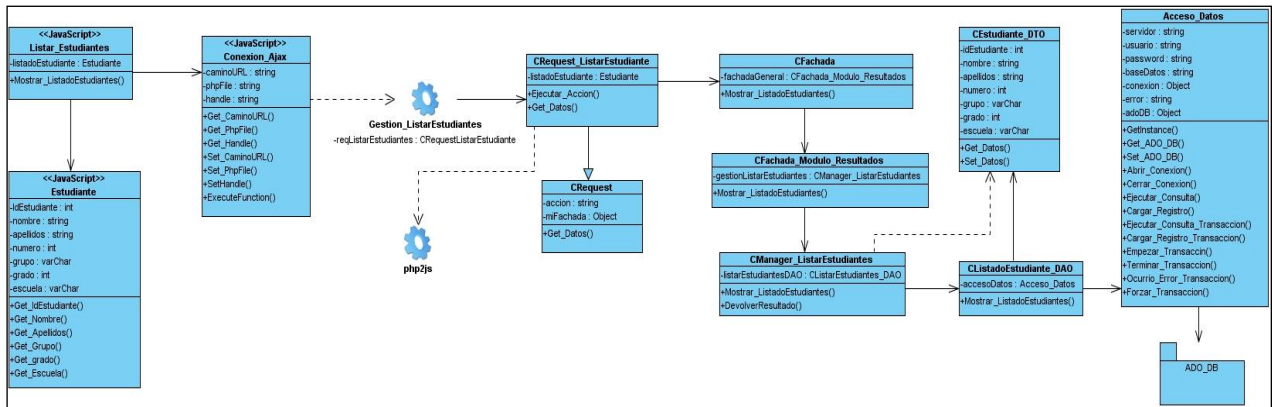 <<JavaScript>>
Listar_Estudiantes
-listadoEstudiante : Estudiante
+Mostrar_ListadoEstudiantes()
<<JavaScript>>
Estudiante
-IdEstudiante : int
-nombre : string
-apellidos : string
-numero : int
-grupo : varChar
-grado : int
-escuela : varChar
+Get_IdEstudiante()
+Get_Nombre()
+Get_Apellidos()
+Get_Grupo()
+Get_grado()
+Get_Escuela()
<<JavaScript>>
Conexion_Ajax
-caminoURL : string
-phpFile : string
-handle : string
+Get_CaminoURL()
+Get_PhpFile()
+Get_Handle()
+Set_CaminoURL()
+Set_PhpFile()
+SetHandle()
+ExecuteFunction()
Gestion_ListarEstudiantes
-reqListarEstudiantes : CRequestListarEstudiante
php2js
CRequest_ListarEstudiante
-listadoEstudiante : Estudiante
+Ejecutar_Accion()
+Get_Datos()
CRequest
-accion : string
-miFachada : Object
+Get_Datos()
CFachada
-fachadaGeneral : CFachada_Modulo_Resultados
+Mostrar_ListadoEstudiantes()
CFachada_Modulo_Resultados
-gestionListarEstudiantes : CManager_ListarEstudiantes
+Mostrar_ListadoEstudiantes()
CManager_ListarEstudiantes
-listarEstudiantesDAO : CListarEstudiantes_DAO
+Mostrar_ListadoEstudiantes()
+DevolverResultado()
CEstudiante_DTO
-idEstudiante : int
-nombre : string
-apellidos : string
-numero : int
-grupo : varChar
-grado : int
-escuela : varChar
+Get_Datos()
+Set_Datos()
CListadoEstudiante_DAO
-accesoDatos : Acceso_Datos
+Mostrar_ListadoEstudiantes()
Acceso_Datos
-servidor : string
-usuario : string
-password : string
-baseDatos : string
-conexion : Object
-error : string
-adoDB : Object
+GetInstance()
+Get_ADO_DB()
+Set_ADO_DB()
+Abrir_Conexion()
+Cerrar_Conexion()
+Ejecutar_Consulta()
+Cargar_Registro()
+Ejecutar_Consulta_Transaccion()
+Cargar_Registro_Transaccion()
+Empezar_Transaccin()
+Terminar_Transaccion()
+Ocurrio_Error_Transaccion()
+Forzar_Transaccion()
ADO_DB